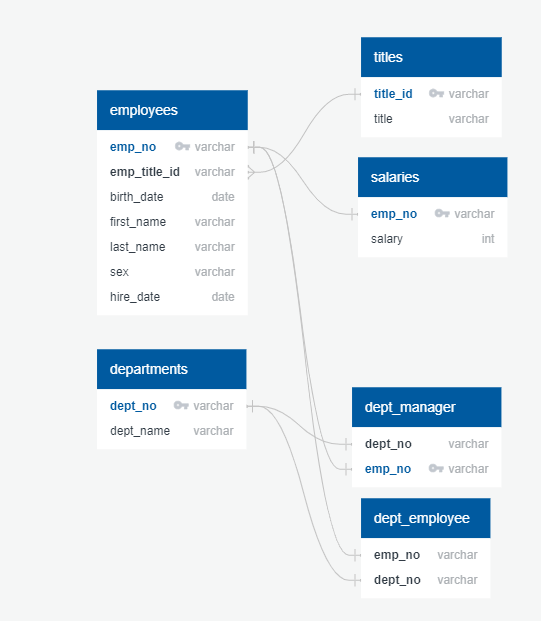 employees
emp_no varchar
emp_title_id varchar
birth_date date
first_name varchar
last_name varchar
sex varchar
hire_date date
departments
dept_no varchar
dept_name varchar
titles
title_id varchar
title varchar
salaries
emp_no varchar
salary int
dept_manager
dept_no varchar
emp_no varchar
dept_employee
emp_no varchar
dept_no varchar